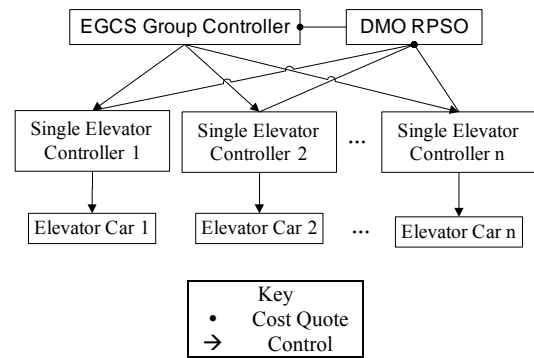 EGCS Group Controller
DMO RPSO
Single Elevator
Controller 1
Single Elevator
Controller 2
...
Single Elevator
Controller n
Elevator Car 1
Elevator Car 2
...
Elevator Car n
Key
• Cost Quote
→ Control